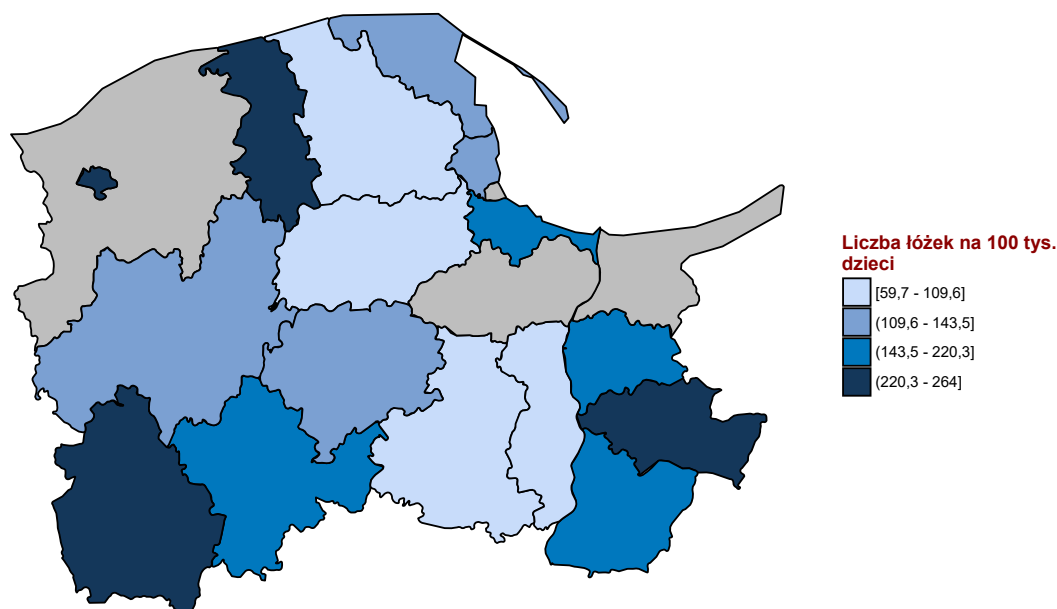 Liczba łóżek na 100 tys.
dzieci
[59,7 - 109,6]
(109,6 - 143,5]
(143,5 - 220,3]
(220,3 - 264]